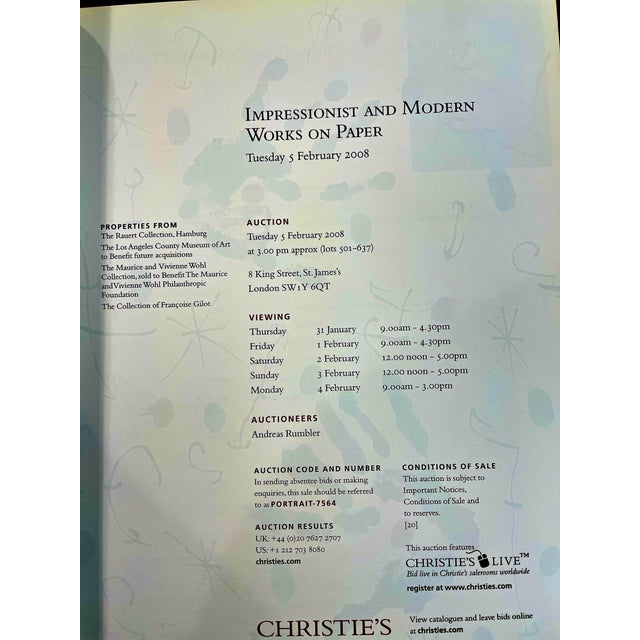 IMPRESSIONIST AND MODERN
WORKS ON PAPER
Tuesday 5 February 2008
PROPERTIES FROM
The Rauert Collection, Hamburg
The Los Angeles County Museum of Art
to Benefit future acquisitions
The Maurice and Vivienne Wohl
Collection, sold to Benefit The Maurice
and Vivienne Wohl Philanthropic
Foundation
The Collection of Françoise Gilot
AUCTION
Tuesday 5 February 2008
at 3.00 pm approx (lots 501-637)
8 King Street, St. James's
London SW1Y 6QT
VIEWING
Thursday 31 January 9.00am - 4.30pm
Friday 1 February 9.00am - 4.30pm
Saturday 2 February 12.00 noon - 5.00pm
Sunday 3 February 12.00 noon - 5.00pm
Monday 4 February 9.00am - 3.00pm
AUCTIONEERS
Andreas Rumbler
AUCTION CODE AND NUMBER
In sending absentee bids or making
enquiries, this sale should be referred
to as PORTRAIT-7564
AUCTION RESULTS
UK: +44 (0)20 7627 2707
US: +1 212 703 8080
christies.com
CONDITIONS OF SALE
This auction is subject to
Important Notices,
Conditions of Sale and
to reserves.
[20]
This auction features
CHRISTIE'S LIVE™
Bid live in Christie's salerooms worldwide
register at www.christies.com
CHRISTIE'S
View catalogues and leave bids online
at christies.com